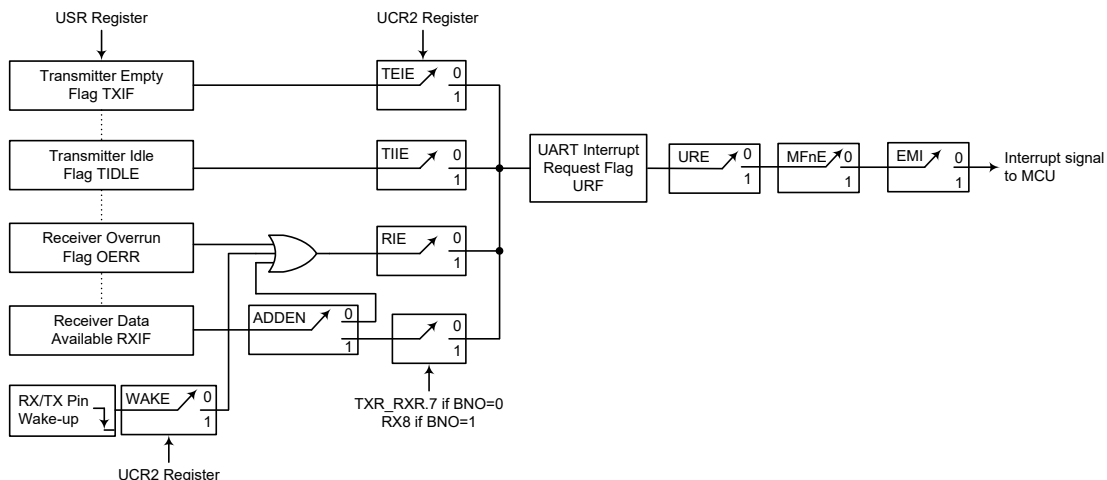 USR Register
UCR2 Register
Transmitter Empty
Flag TXIF
TEIE
0
1
Transmitter Idle
Flag TIDLE
TIIE
0
1
UART Interrupt
Request Flag
URF
URE
0
1
MFnE
0
1
EMI
0
1
Interrupt signal
to MCU
Receiver Overrun
Flag OERR
RIE
0
1
Receiver Data
Available RXIF
ADDEN
0
1
0
1
TXR_RXR.7 if BNO=0
RX8 if BNO=1
RX/TX Pin
Wake-up
WAKE
0
1
UCR2 Register